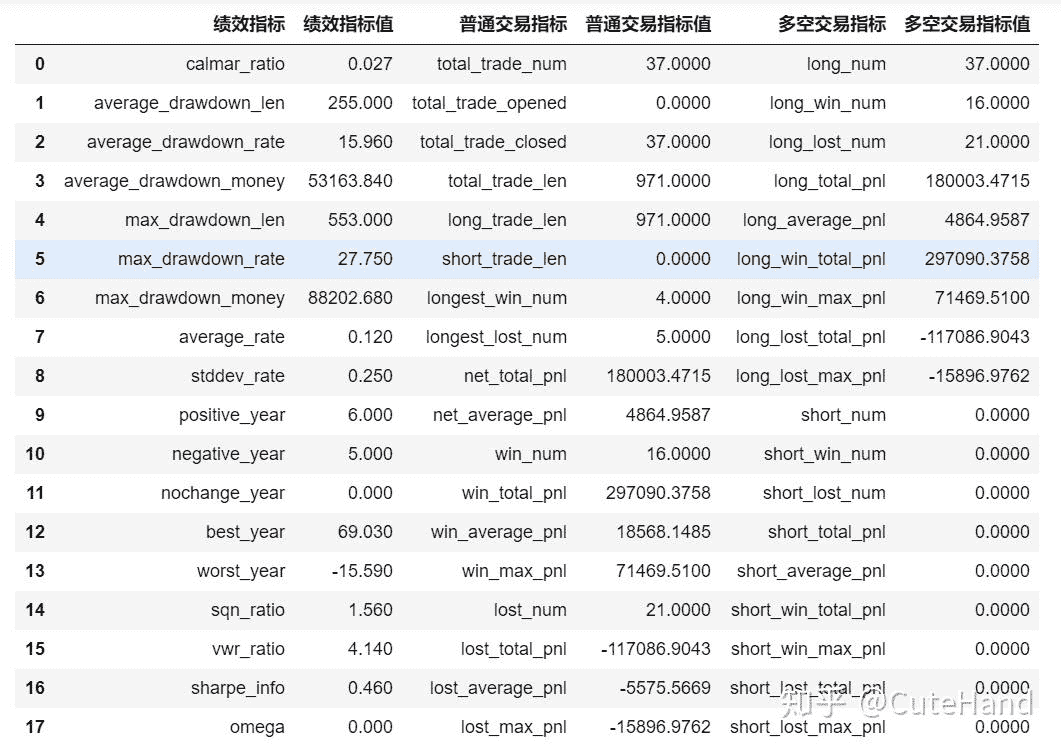 绩效指标 绩效指标值 普通交易指标 普通交易指标值 多空交易指标 多空交易指标值
0 calmar_ratio 0.027 total_trade_num 37.0000 long_num 37.0000
1 average_drawdown_len 255.000 total_trade_opened 0.0000 long_win_num 16.0000
2 average_drawdown_rate 15.960 total_trade_closed 37.0000 long_lost_num 21.0000
3 average_drawdown_money 53163.840 total_trade_len 971.0000 long_total_pnl 180003.4715
4 max_drawdown_len 553.000 long_trade_len 971.0000 long_average_pnl 4864.9587
5 max_drawdown_rate 27.750 short_trade_len 0.0000 long_win_total_pnl 297090.3758
6 max_drawdown_money 88202.680 longest_win_num 4.0000 long_win_max_pnl 71469.5100
7 average_rate 0.120 longest_lost_num 5.0000 long_lost_total_pnl -117086.9043
8 stddev_rate 0.250 net_total_pnl 180003.4715 long_lost_max_pnl -15896.9762
9 positive_year 6.000 net_average_pnl 4864.9587 short_num 0.0000
10 negative_year 5.000 win_num 16.0000 short_win_num 0.0000
11 nochange_year 0.000 win_total_pnl 297090.3758 short_lost_num 0.0000
12 best_year 69.030 win_average_pnl 18568.1485 short_total_pnl 0.0000
13 worst_year -15.590 win_max_pnl 71469.5100 short_average_pnl 0.0000
14 sqn_ratio 1.560 lost_num 21.0000 short_win_total_pnl 0.0000
15 vwr_ratio 4.140 lost_total_pnl -117086.9043 short_win_max_pnl 0.0000
16 sharpe_info 0.460 lost_average_pnl -5575.5669 short_lost_total_pnl 0.0000
17 omega 0.000 lost_max_pnl -15896.9762 short_lost_max_pnl 0.0000
知乎 @CuteHand